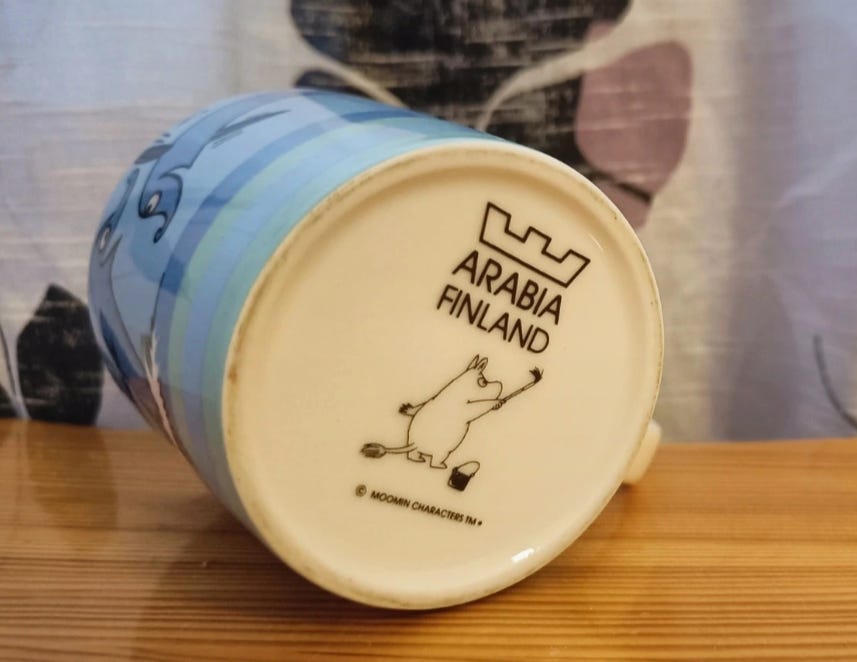 ARABIA
FINLAND
© MOOMIN CHARACTERS TM